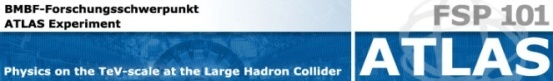 BMBF-Forschungsschwerpunkt
ATLAS Experiment
FSP 101
ATLAS
Physics on the TeV-scale at the Large Hadron Collider